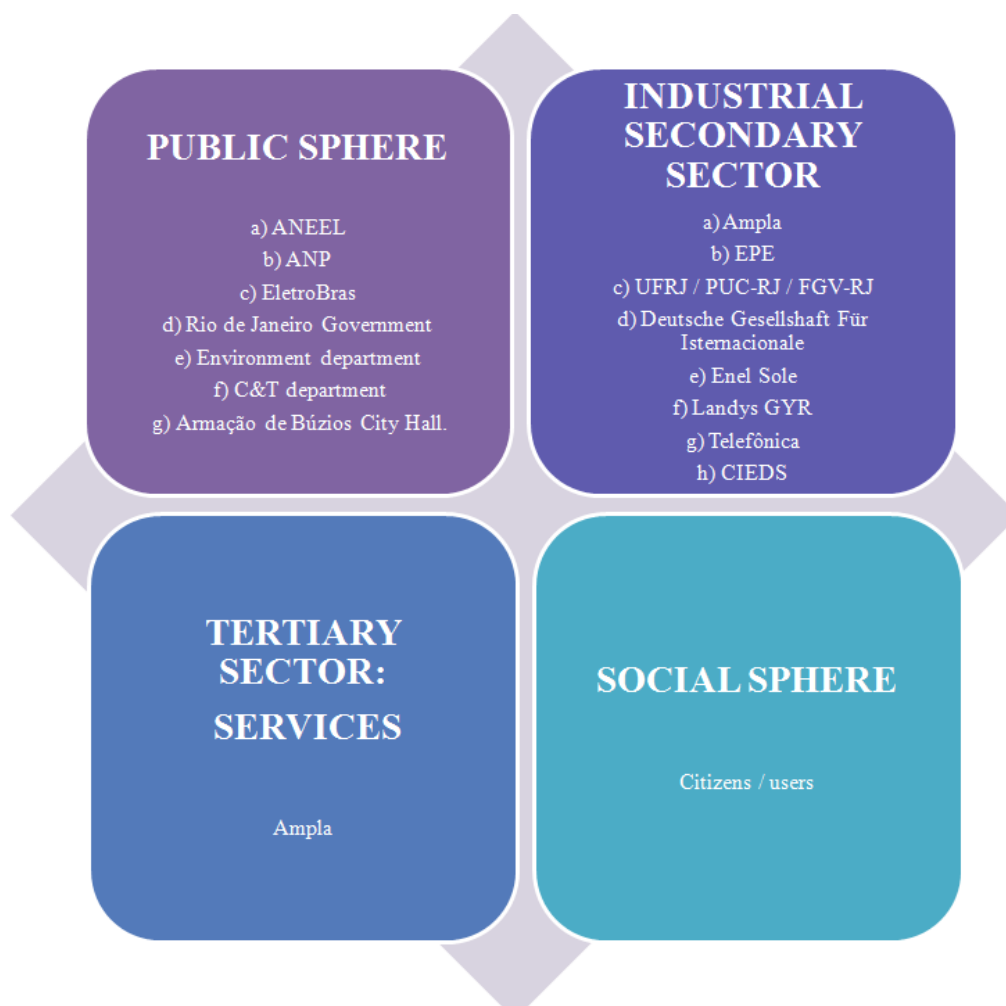 PUBLIC SPHERE
a) ANEEL
b) ANP
c) EletroBras
d) Rio de Janeiro Government
e) Environment department
f) C&T department
g) Armação de Búzios City Hall.
INDUSTRIAL
SECONDARY
SECTOR
a) Ampla
b) EPE
c) UFRJ / PUC-RJ / FGV-RJ
d) Deutsche Gesellshaft Für
Isternacionale
e) Enel Sole
f) Landys GYR
g) Telefônica
h) CIEDS
TERTIARY
SECTOR:
SERVICES
Ampla
SOCIAL SPHERE
Citizens / users